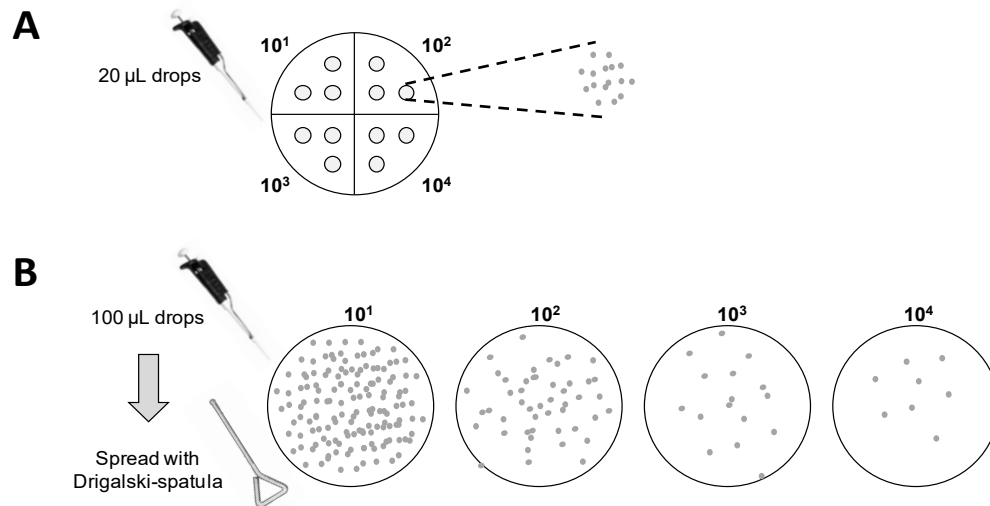 A
10¹
10²
20 µL drops
10³
10⁴
B
100 µL drops
10¹
10²
10³
10⁴
Spread with
Drigalski-spatula